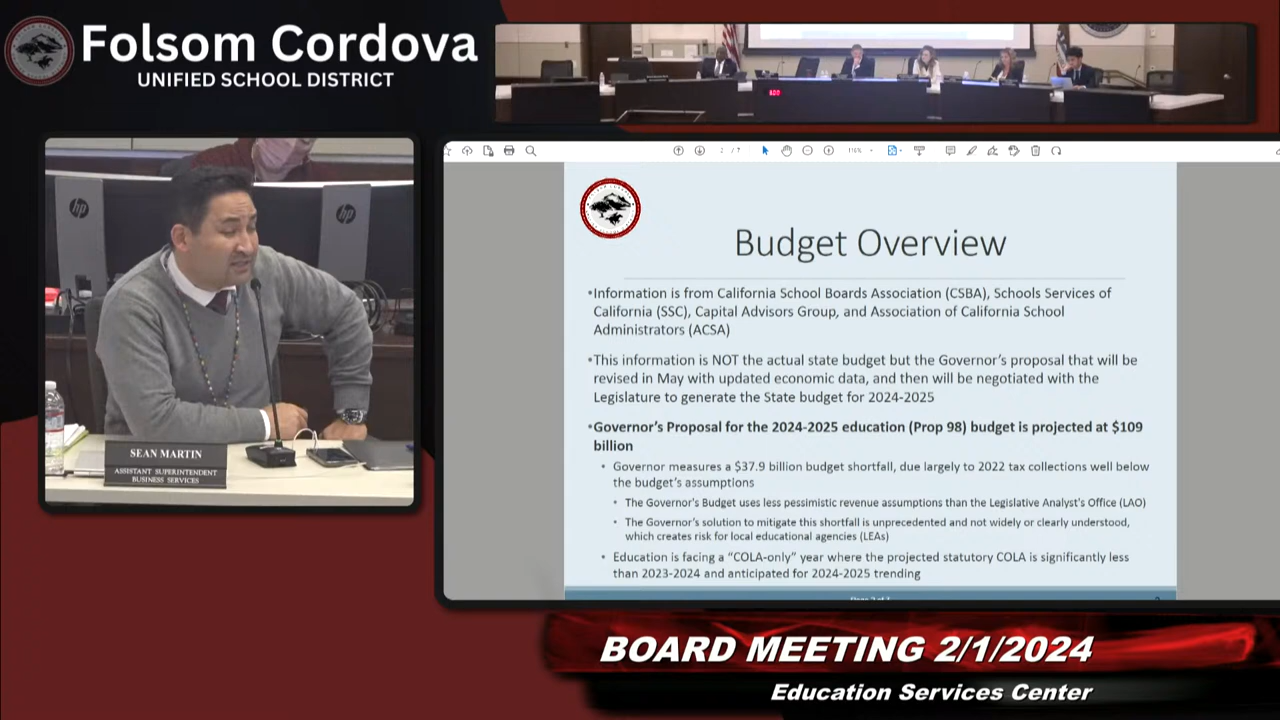 Folsom Cordova
UNIFIED SCHOOL DISTRICT
hp
hp
SEAN MARTIN
ASSISTANT SUPERINTENDENT
BUSINESS SERVICES
2 / 7
116%
Budget Overview
•Information is from California School Boards Association (CSBA), Schools Services of
California (SSC), Capital Advisors Group, and Association of California School
Administrators (ACSA)
•This information is NOT the actual state budget but the Governor's proposal that will be
revised in May with updated economic data, and then will be negotiated with the
Legislature to generate the State budget for 2024-2025
•Governor's Proposal for the 2024-2025 education (Prop 98) budget is projected at $109
billion
• Governor measures a $37.9 billion budget shortfall, due largely to 2022 tax collections well below
the budget's assumptions
• The Governor's Budget uses less pessimistic revenue assumptions than the Legislative Analyst's Office (LAO)
• The Governor's solution to mitigate this shortfall is unprecedented and not widely or clearly understood,
which creates risk for local educational agencies (LEAs)
• Education is facing a “COLA-only” year where the projected statutory COLA is significantly less
than 2023-2024 and anticipated for 2024-2025 trending
BOARD MEETING 2/1/2024
Education Services Center